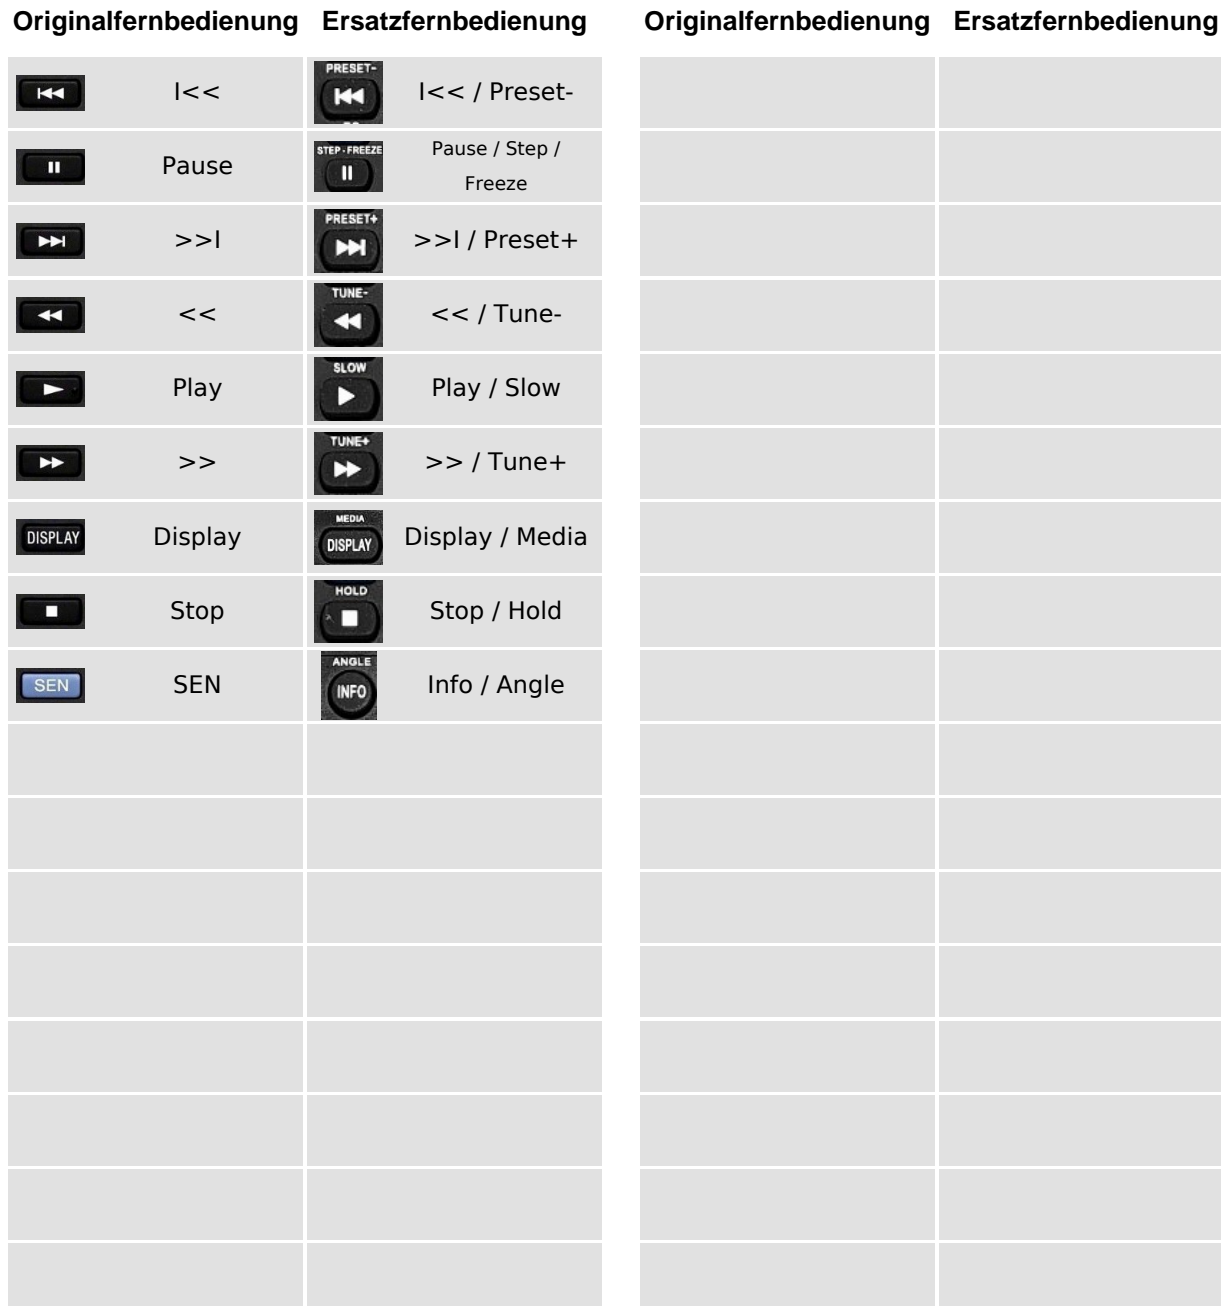 Originalfernbedienung Ersatzfernbedienung Originalfernbedienung Ersatzfernbedienung
I<< PRESET- I<< / Preset-
Pause STEP-FREEZE Pause / Step /
Freeze
>>I PRESET+ >>I / Preset+
<< TUNE- << / Tune-
Play SLOW Play / Slow
>> TUNE+ >> / Tune+
DISPLAY Display MEDIA DISPLAY Display / Media
Stop HOLD Stop / Hold
SEN SEN ANGLE INFO Info / Angle